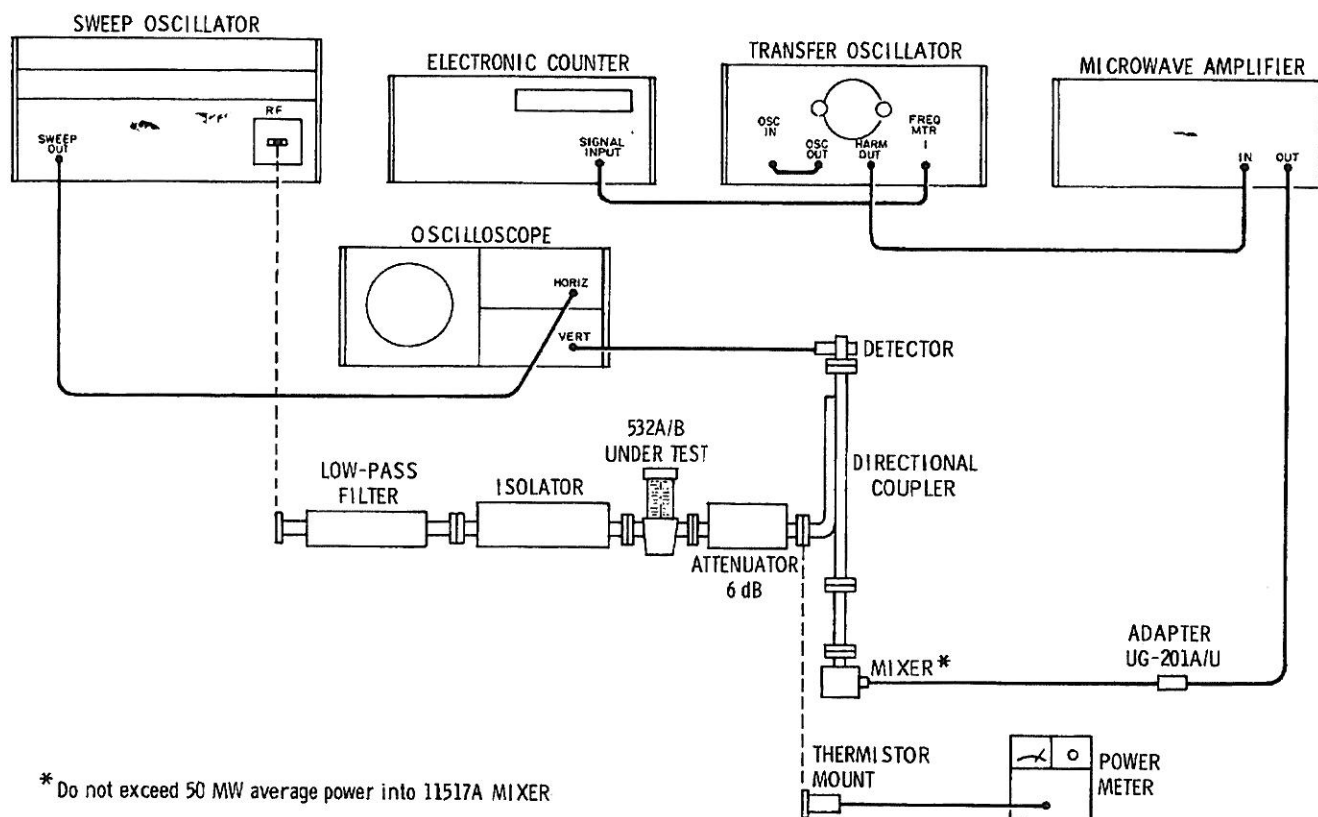 SWEEP OSCILLATOR
RF
SWEEP
OUT
ELECTRONIC COUNTER
SIGNAL
INPUT
TRANSFER OSCILLATOR
OSC
IN
OSC
OUT
HARM
OUT
FREQ
MTR
I
MICROWAVE AMPLIFIER
IN
OUT
OSCILLOSCOPE
HORIZ
VERT
DETECTOR
532A/B
UNDER TEST
LOW-PASS
FILTER
ISOLATOR
DIRECTIONAL
COUPLER
ATTENUATOR
6 dB
ADAPTER
UG-201A/U
MIXER*
THERMISTOR
MOUNT
POWER
METER
* Do not exceed 50 MW average power into 11517A MIXER